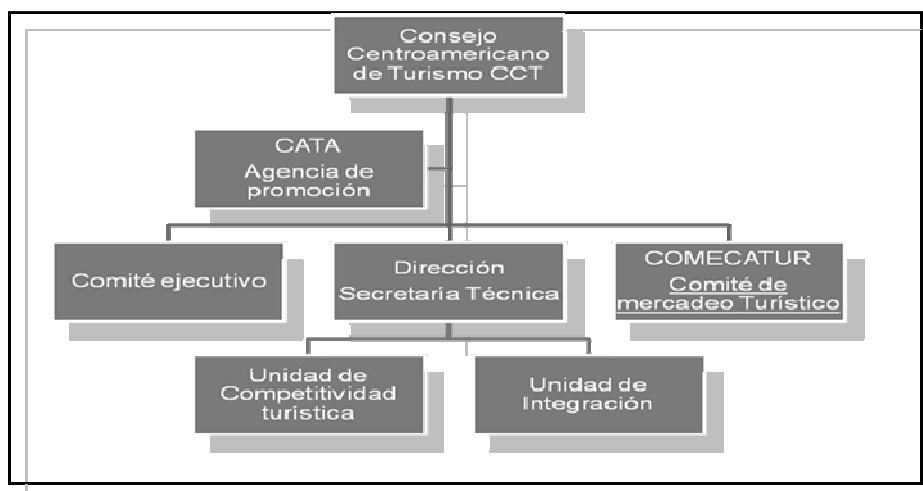 Consejo
Centroamericano
de Turismo CCT
CATA
Agencia de
promoción
Comité ejecutivo
Dirección
Secretaría Técnica
COMECATUR
Comité de
mercadeo Turístico
Unidad de
Competitividad
turística
Unidad de
Integración